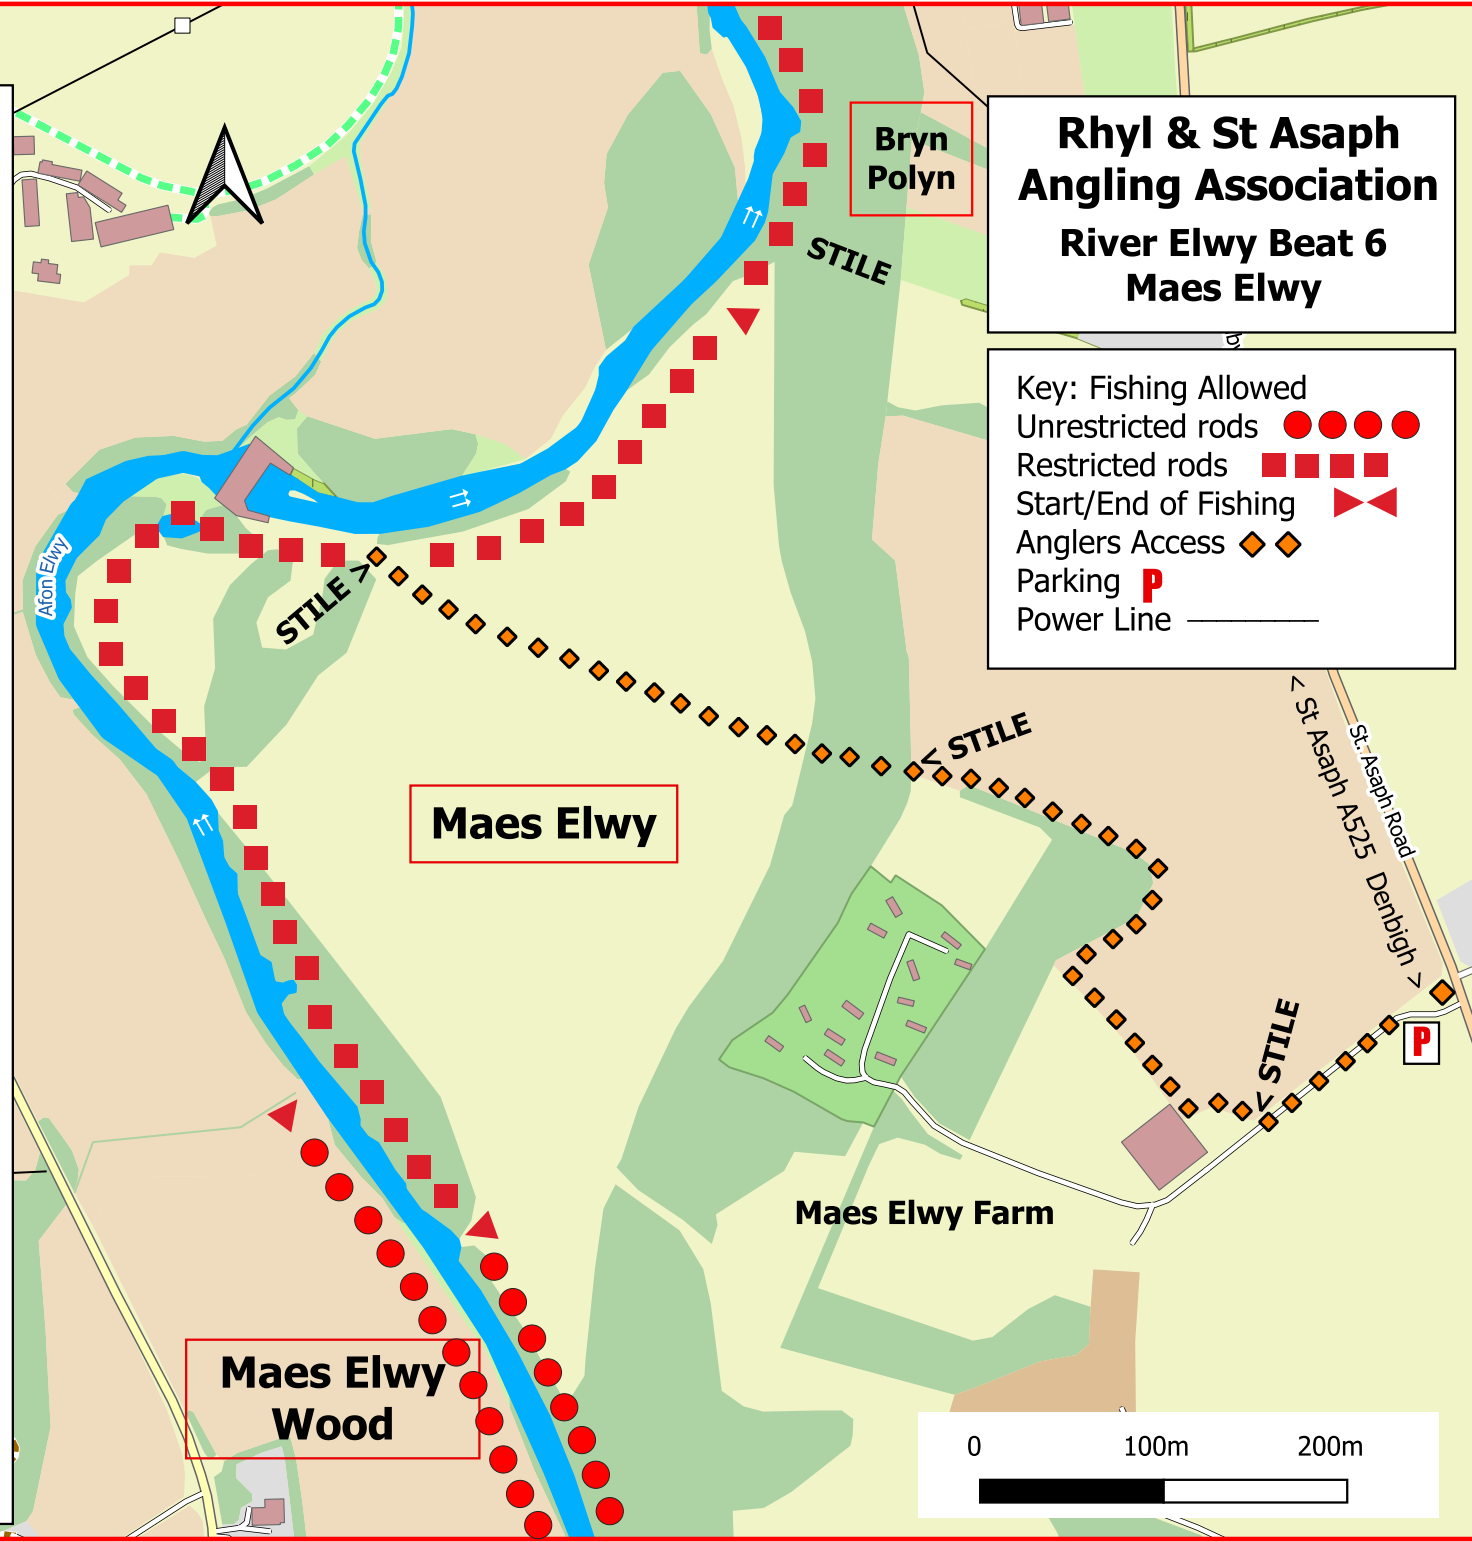 Rhyl & St Asaph
Angling Association
River Elwy Beat 6
Maes Elwy
Key: Fishing Allowed
Unrestricted rods
Restricted rods
Start/End of Fishing
Anglers Access
Parking P
Power Line
Bryn
Polyn
STILE
Afon Elwy
STILE >
< STILE
< St Asaph A525 Denbigh >
St. Asaph Road
Maes Elwy
< STILE
P
Maes Elwy Farm
Maes Elwy
Wood
0 100m 200m